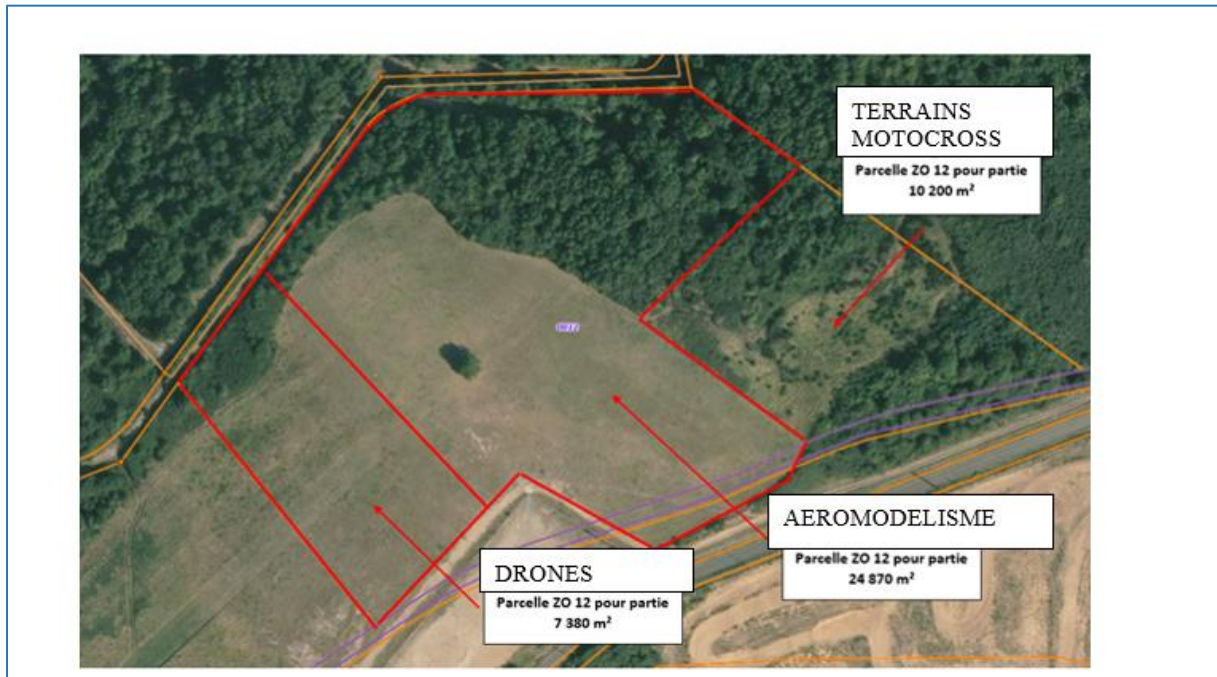 TERRAINS
MOTOCROSS
Parcelle ZO 12 pour partie
10 200 m²
AEROMODELISME
Parcelle ZO 12 pour partie
24 870 m²
DRONES
Parcelle ZO 12 pour partie
7 380 m²